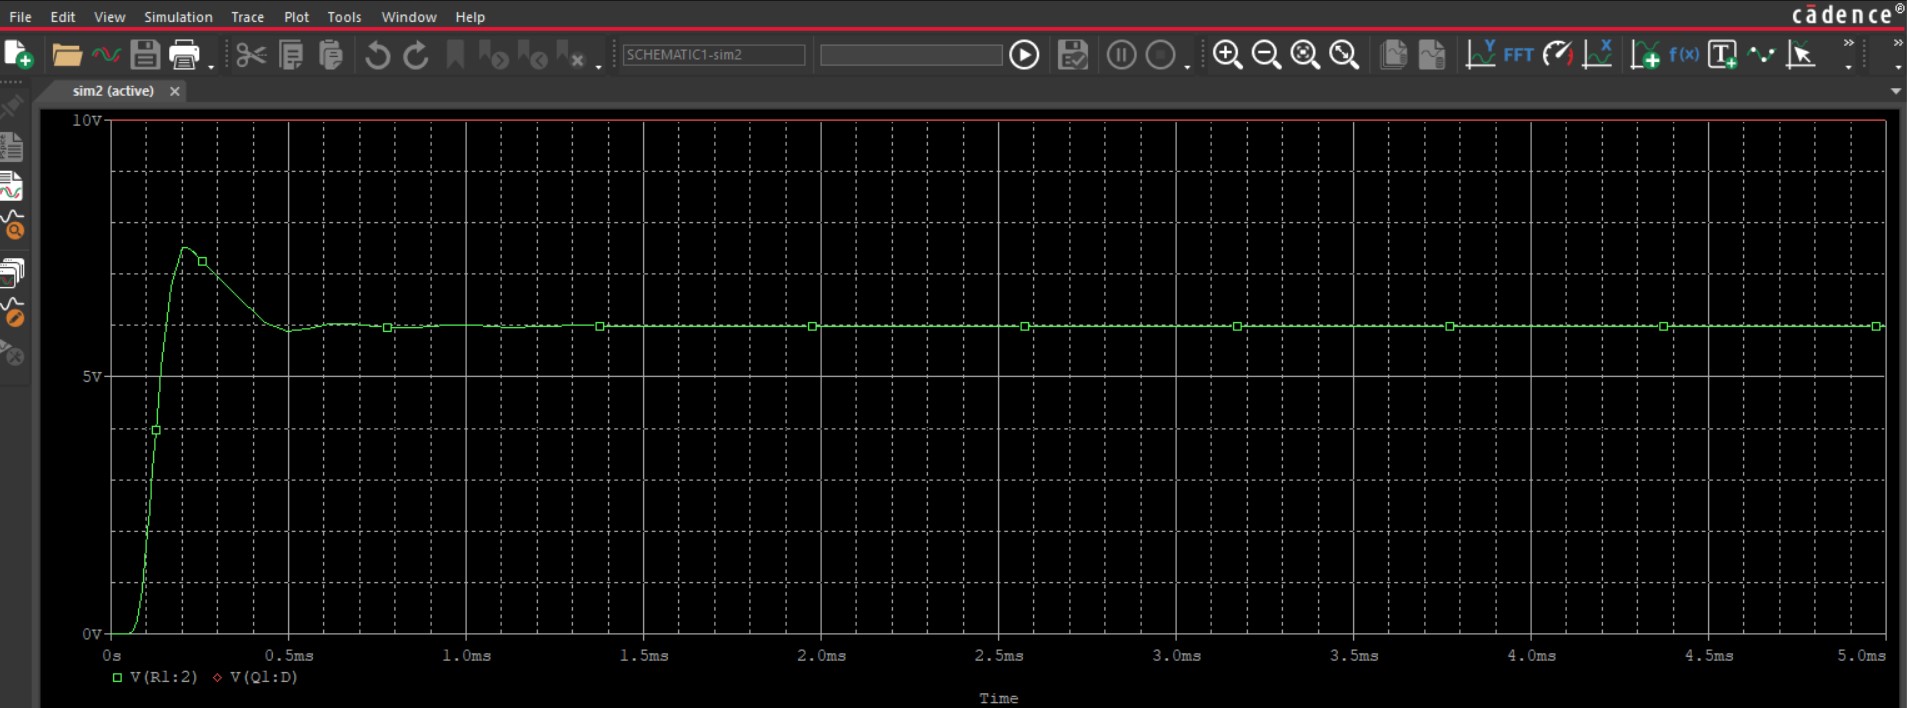 File Edit View Simulation Trace Plot Tools Window Help
cādence®
SCHEMATIC1-sim2
Y FFT X f(x) T
sim2 (active)
10V
5V
0V
0s 0.5ms 1.0ms 1.5ms 2.0ms 2.5ms 3.0ms 3.5ms 4.0ms 4.5ms 5.0ms
V(R1:2) V(Q1:D)
Time